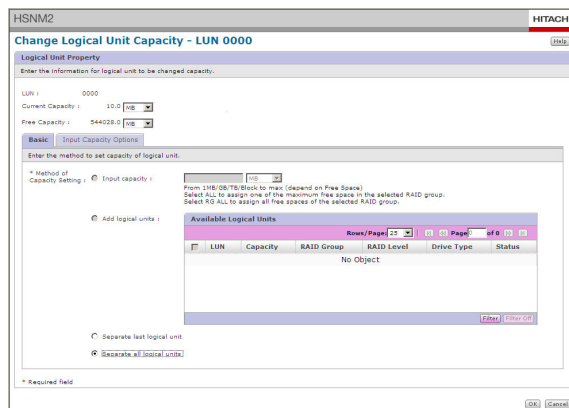 HSNM2
HITACHI
Change Logical Unit Capacity - LUN 0000
Help
Logical Unit Property
Enter the information for logical unit to be changed capacity.
LUN : 0000
Current Capacity : 10.0 MB
Free Capacity : 544028.0 MB
Basic Input Capacity Options
Enter the method to set capacity of logical unit.
* Method of
Capacity Setting : Input capacity : MB
From 1MB/GB/TB/Block to max (depend on Free Space)
Select ALL to assign one of the maximum free space in the selected RAID group.
Select RG ALL to assign all free spaces of the selected RAID group.
Add logical units : Available Logical Units
Rows/Page: 25 Page of 0
LUN Capacity RAID Group RAID Level Drive Type Status
No Object
Filter Filter Off
Separate last logical unit
Separate all logical units
* Required field
OK Cancel